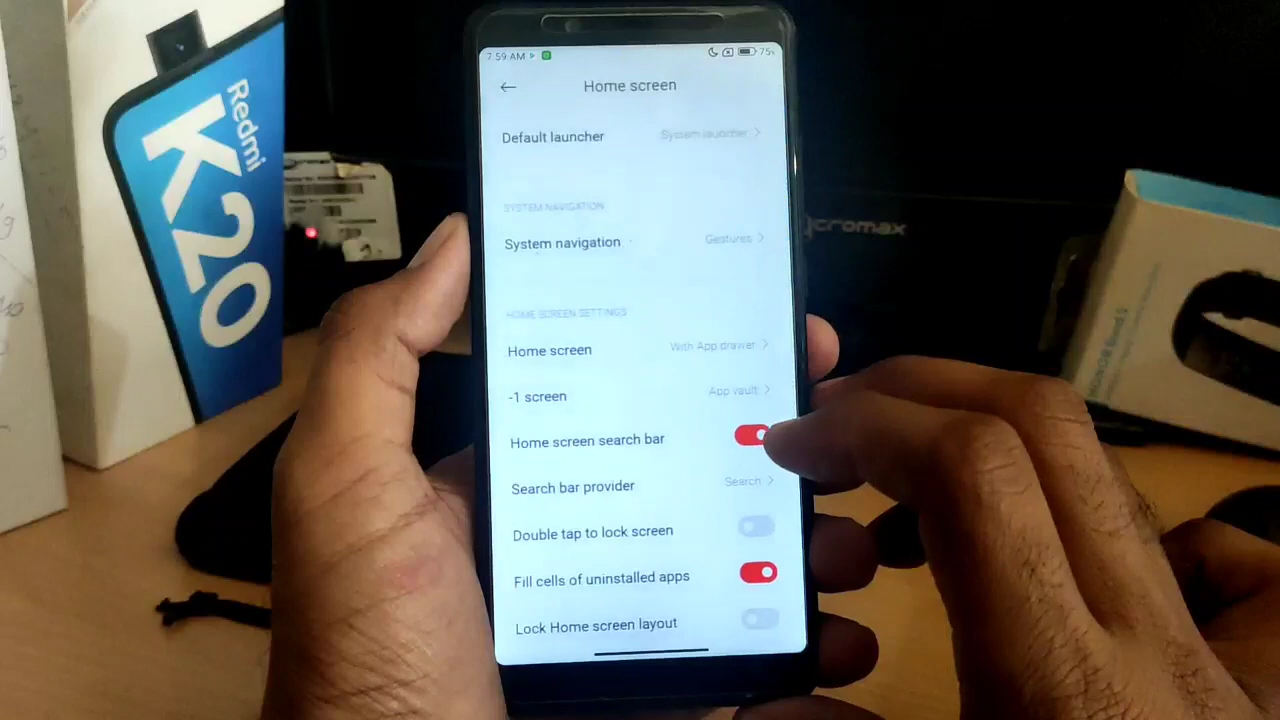 Redmi
K20
7:59 AM
75%
Home screen
Default launcher
System launcher
SYSTEM NAVIGATION
System navigation
Gestures
HOME SCREEN SETTINGS
Home screen
With App drawer
-1 screen
App vault
Home screen search bar
Search bar provider
Search
Double tap to lock screen
Fill cells of uninstalled apps
Lock Home screen layout